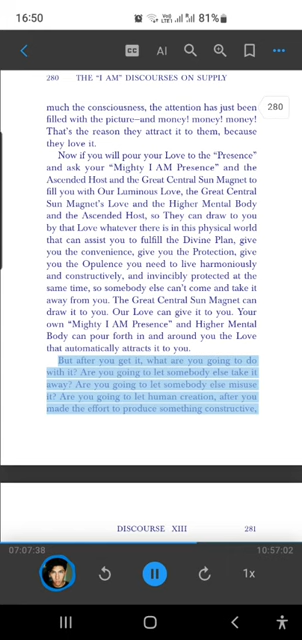 16:50
81%
CC
AI
280 THE "I AM" DISCOURSES ON SUPPLY
280
much the consciousness, the attention has just been
filled with the picture—and money! money! money!
That's the reason they attract it to them, because
they love it.
Now if you will pour your Love to the "Presence"
and ask your "Mighty I AM Presence" and the
Ascended Host and the Great Central Sun Magnet to
fill you with Our Luminous Love, the Great Central
Sun Magnet's Love and the Higher Mental Body
and the Ascended Host, so They can draw to you
by that Love whatever there is in this physical world
that can assist you to fulfill the Divine Plan, give
you the convenience, give you the Protection, give
you the Opulence you need to live harmoniously
and constructively, and invincibly protected at the
same time, so somebody else can't come and take it
away from you. The Great Central Sun Magnet can
draw it to you. Our Love can give it to you. Your
own "Mighty I AM Presence" and Higher Mental
Body can pour forth in and around you the Love
that automatically attracts it to you.
But after you get it, what are you going to do
with it? Are you going to let somebody else take it
away? Are you going to let somebody else misuse
it? Are you going to let human creation, after you
made the effort to produce something constructive,
DISCOURSE XIII 281
07:07:38
10:57:02
1x